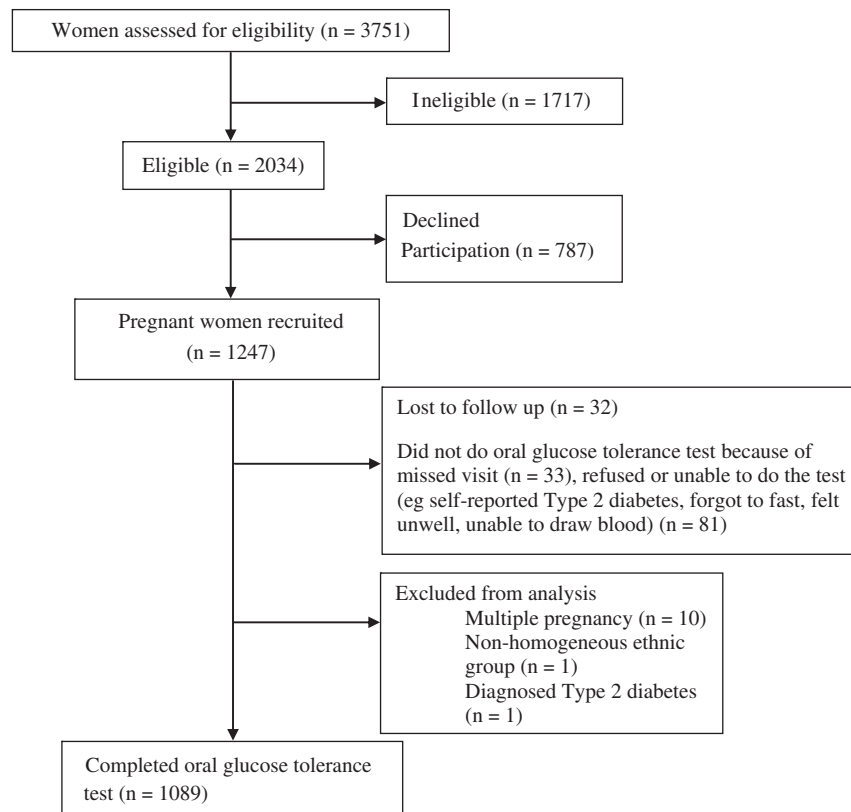 Women assessed for eligibility (n = 3751)
Ineligible (n = 1717)
Eligible (n = 2034)
Declined
Participation (n = 787)
Pregnant women recruited
(n = 1247)
Lost to follow up (n = 32)
Did not do oral glucose tolerance test because of
missed visit (n = 33), refused or unable to do the test
(eg self-reported Type 2 diabetes, forgot to fast, felt
unwell, unable to draw blood) (n = 81)
Excluded from analysis
Multiple pregnancy (n = 10)
Non-homogeneous ethnic
group (n = 1)
Diagnosed Type 2 diabetes
(n = 1)
Completed oral glucose tolerance
test (n = 1089)